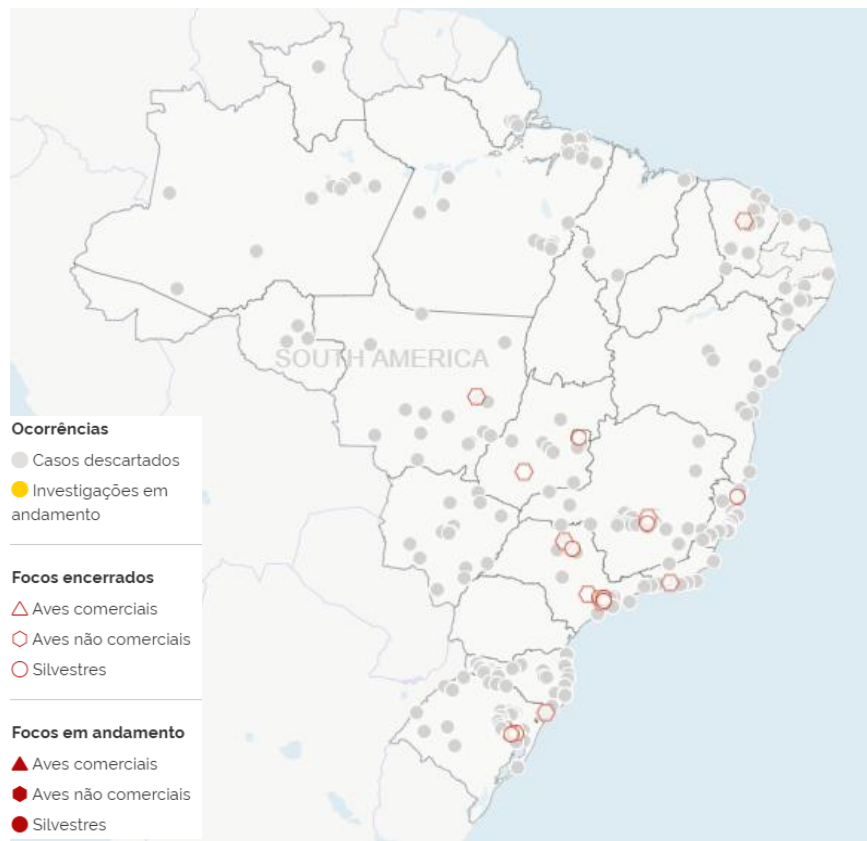 SOUTH AMERICA
Ocorrências
Casos descartados
Investigações em
andamento
Focos encerrados
Aves comerciais
Aves não comerciais
Silvestres
Focos em andamento
Aves comerciais
Aves não comerciais
Silvestres